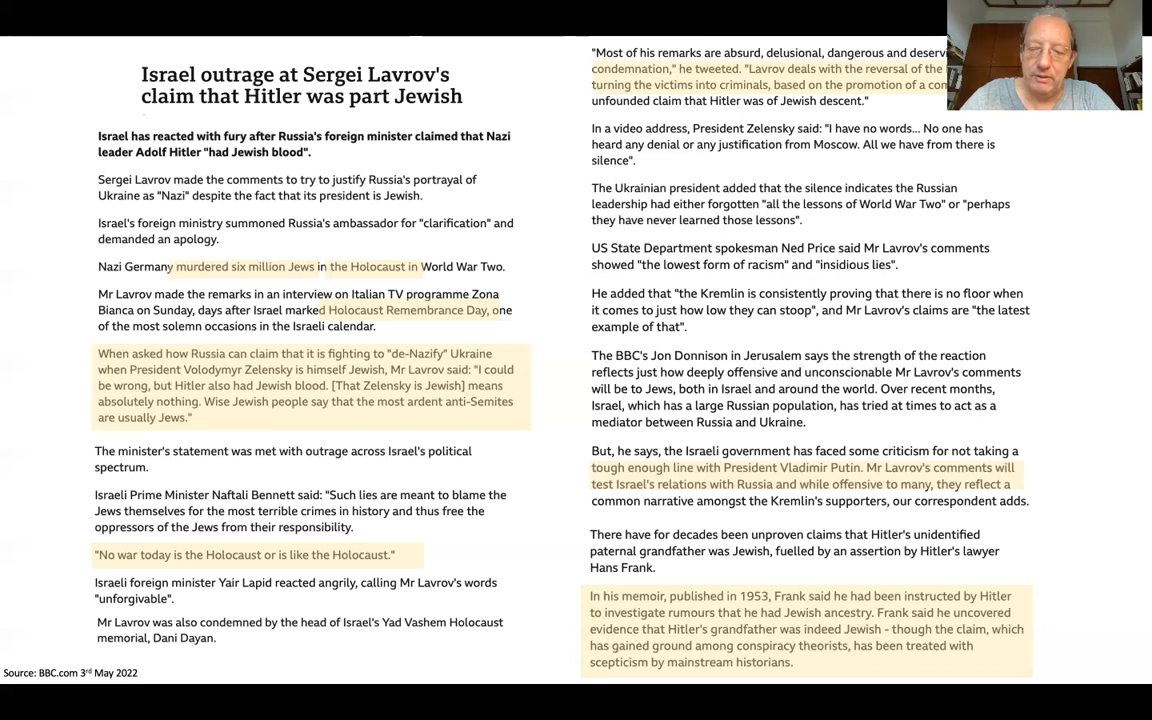 Israel outrage at Sergei Lavrov's
claim that Hitler was part Jewish
Israel has reacted with fury after Russia's foreign minister claimed that Nazi
leader Adolf Hitler "had Jewish blood".
Sergei Lavrov made the comments to try to justify Russia's portrayal of
Ukraine as "Nazi" despite the fact that its president is Jewish.
Israel's foreign ministry summoned Russia's ambassador for "clarification" and
demanded an apology.
Nazi Germany murdered six million Jews in the Holocaust in World War Two.
Mr Lavrov made the remarks in an interview on Italian TV programme Zona
Bianca on Sunday, days after Israel marked Holocaust Remembrance Day, one
of the most solemn occasions in the Israeli calendar.
When asked how Russia can claim that it is fighting to "de-Nazify" Ukraine
when President Volodymyr Zelensky is himself Jewish, Mr Lavrov said: "I could
be wrong, but Hitler also had Jewish blood. [That Zelensky is Jewish] means
absolutely nothing. Wise Jewish people say that the most ardent anti-Semites
are usually Jews."
The minister's statement was met with outrage across Israel's political
spectrum.
Israeli Prime Minister Naftali Bennett said: "Such lies are meant to blame the
Jews themselves for the most terrible crimes in history and thus free the
oppressors of the Jews from their responsibility.
"No war today is the Holocaust or is like the Holocaust."
Israeli foreign minister Yair Lapid reacted angrily, calling Mr Lavrov's words
"unforgivable".
Mr Lavrov was also condemned by the head of Israel's Yad Vashem Holocaust
memorial, Dani Dayan.
Source: BBC.com 3rd May 2022
"Most of his remarks are absurd, delusional, dangerous and
condemnation," he tweeted. "Lavrov deals with the reversal of the
turning the victims into criminals, based on the promotion of a
unfounded claim that Hitler was of Jewish descent."
In a video address, President Zelensky said: "I have no words... No one has
heard any denial or any justification from Moscow. All we have from there is
silence".
The Ukrainian president added that the silence indicates the Russian
leadership had either forgotten "all the lessons of World War Two" or "perhaps
they have never learned those lessons".
US State Department spokesman Ned Price said Mr Lavrov's comments
showed "the lowest form of racism" and "insidious lies".
He added that "the Kremlin is consistently proving that there is no floor when
it comes to just how low they can stoop", and Mr Lavrov's claims are "the latest
example of that".
The BBC's Jon Donnison in Jerusalem says the strength of the reaction
reflects just how deeply offensive and unconscionable Mr Lavrov's comments
will be to Jews, both in Israel and around the world. Over recent months,
Israel, which has a large Russian population, has tried at times to act as a
mediator between Russia and Ukraine.
But, he says, the Israeli government has faced some criticism for not taking a
tough enough line with President Vladimir Putin. Mr Lavrov's comments will
test Israel's relations with Russia and while offensive to many, they reflect a
common narrative amongst the Kremlin's supporters, our correspondent adds.
There have for decades been unproven claims that Hitler's unidentified
paternal grandfather was Jewish, fuelled by an assertion by Hitler's lawyer
Hans Frank.
In his memoir, published in 1953, Frank said he had been instructed by Hitler
to investigate rumours that he had Jewish ancestry. Frank said he uncovered
evidence that Hitler's grandfather was indeed Jewish - though the claim, which
has gained ground among conspiracy theorists, has been treated with
scepticism by mainstream historians.